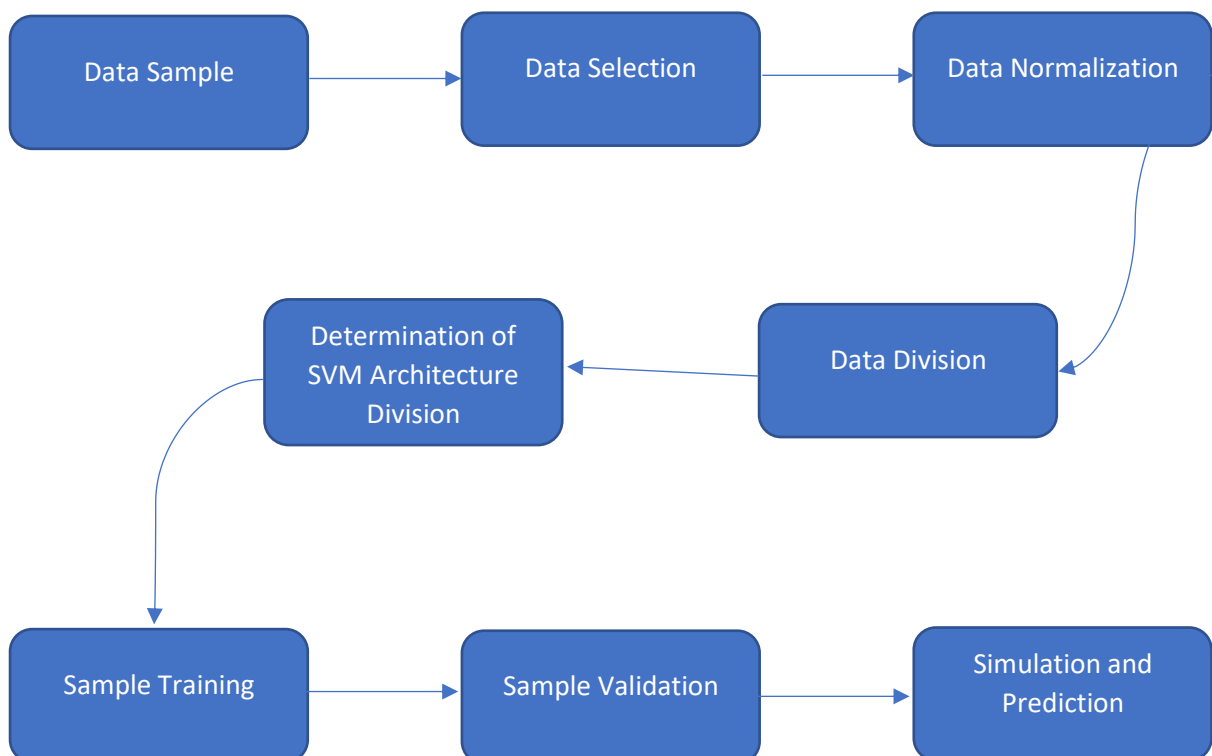 Data Sample
Data Selection
Data Normalization
Determination of
SVM Architecture
Division
Data Division
Sample Training
Sample Validation
Simulation and
Prediction